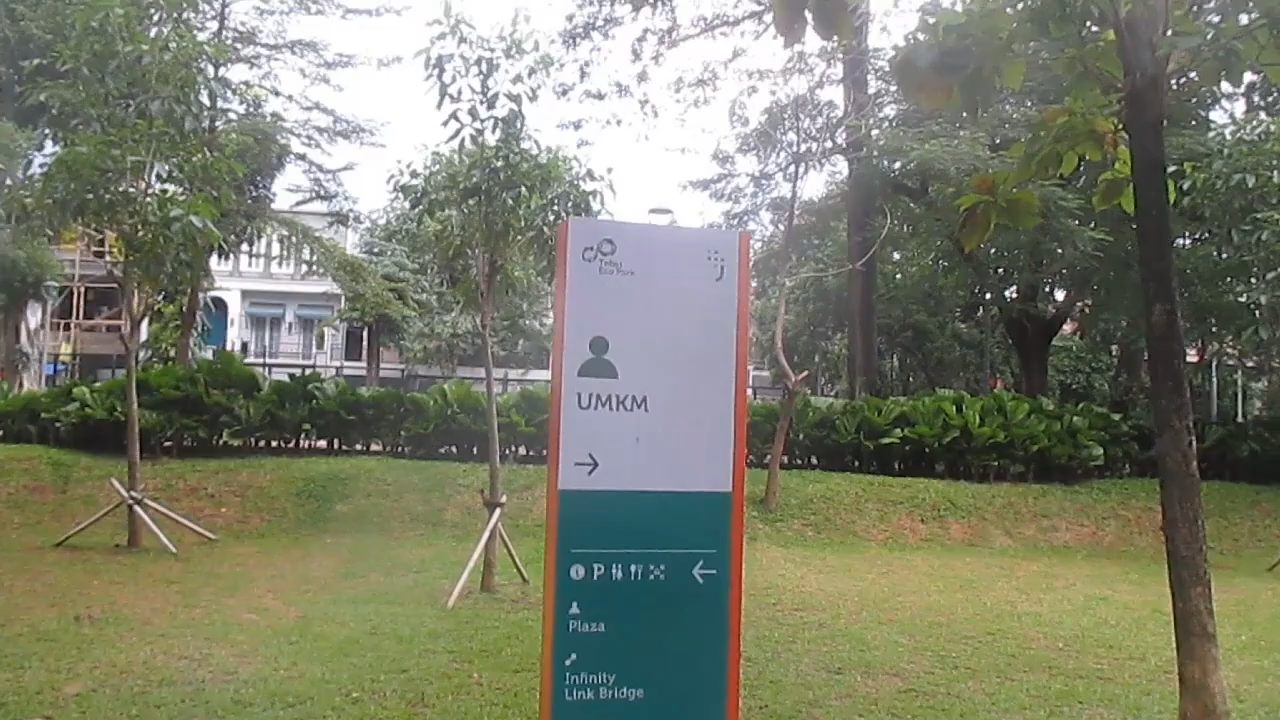 Tebet
Eco Park
UMKM
P
Plaza
Infinity
Link Bridge